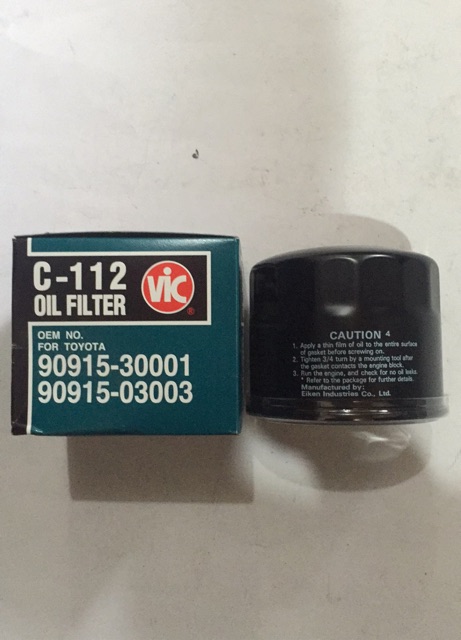 C-112
OIL FILTER
VIC
®
OEM NO.
FOR TOYOTA
90915-30001
90915-03003
CAUTION 4
1. Apply a thin film of oil to the entire surface
of gasket before screwing on.
2. Tighten 3/4 turn by a mounting tool after
the gasket contacts the engine block.
3. Run the engine, and check for no oil leaks.
* Refer to the package for further details.
Manufactured by:
Eiken Industries Co., Ltd.